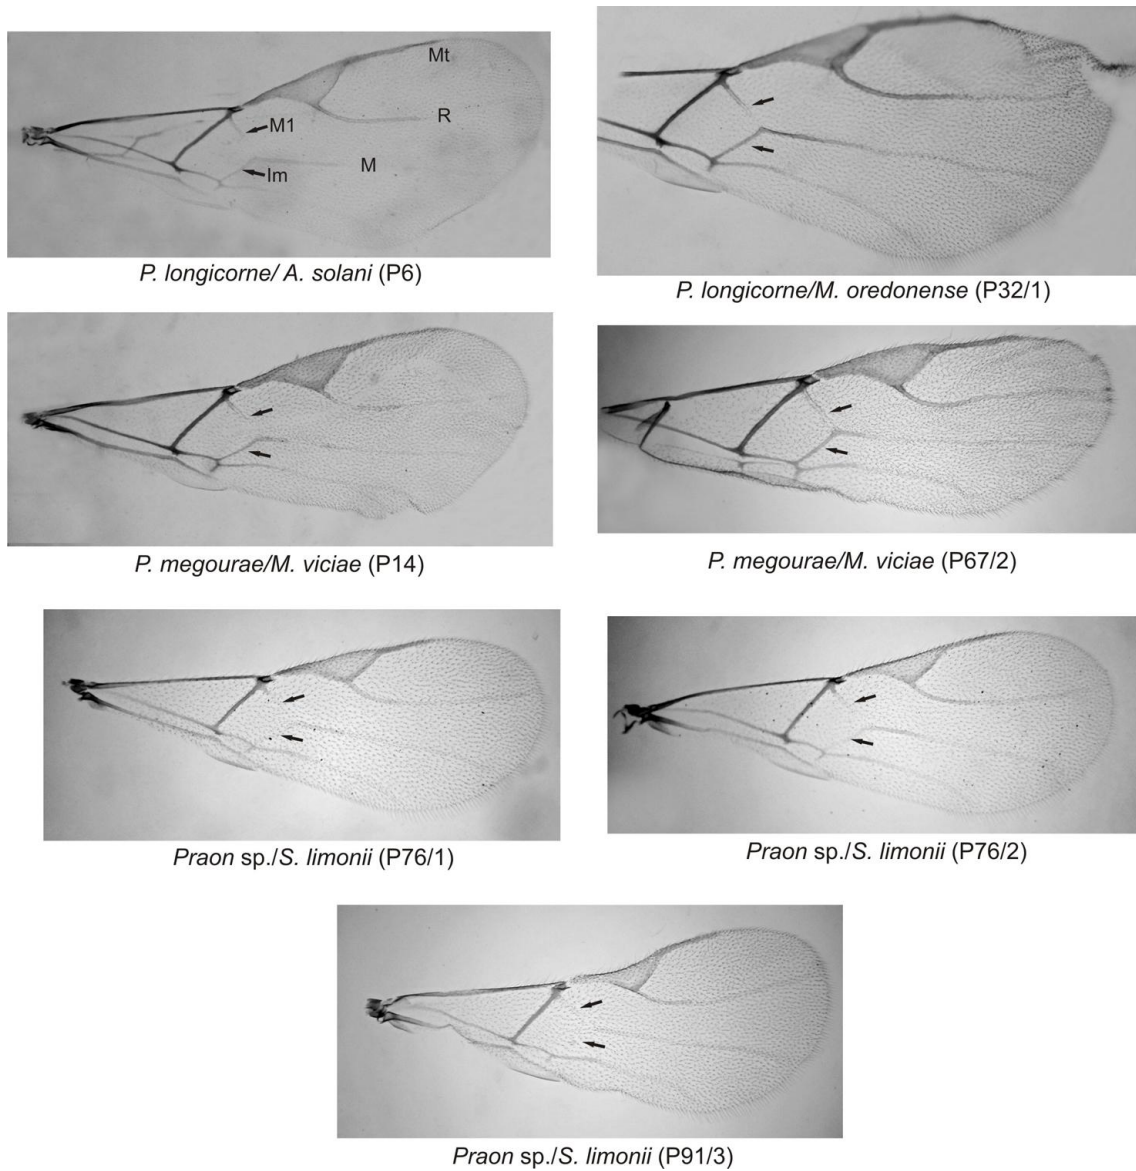 Mt
M1
R
Im
M
P. longicorne/ A. solani (P6)
P. longicorne/M. oredonense (P32/1)
P. megourae/M. viciae (P14)
P. megourae/M. viciae (P67/2)
Praon sp./S. limonii (P76/1)
Praon sp./S. limonii (P76/2)
Praon sp./S. limonii (P91/3)